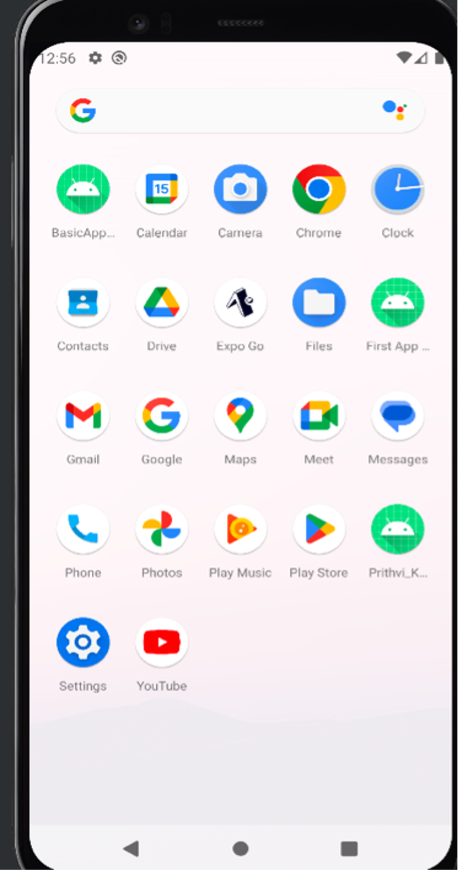 12:56
G
BasicApp... Calendar Camera Chrome Clock
15
Contacts Drive Expo Go Files First App ...
Gmail Google Maps Meet Messages
Phone Photos Play Music Play Store Prithvi_K...
Settings YouTube